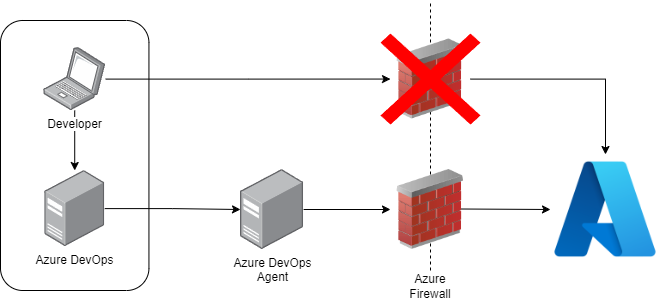 Developer
Azure DevOps
Azure DevOps
Agent
Azure
Firewall